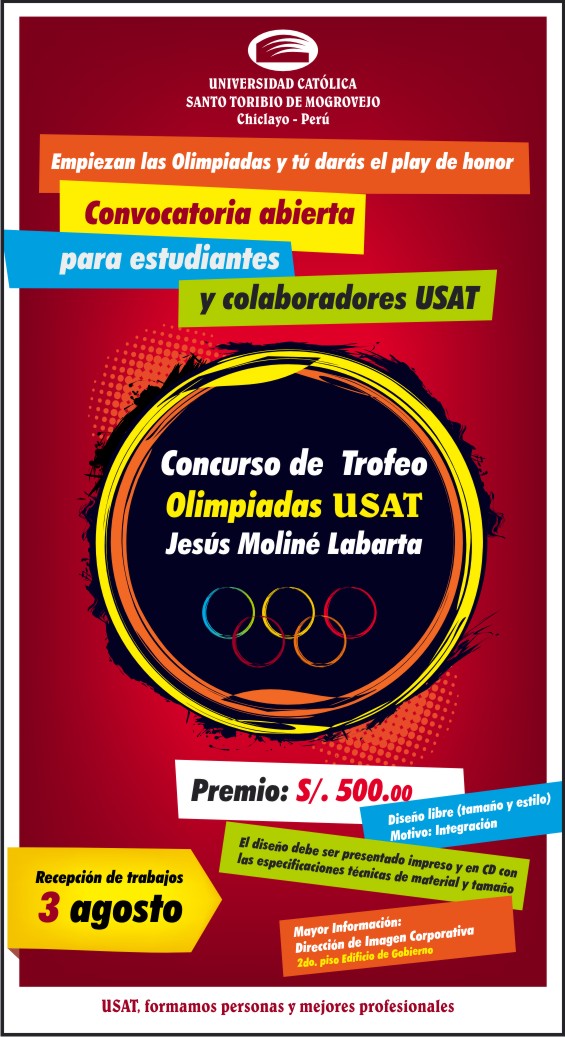 UNIVERSIDAD CATÓLICA
SANTO TORIBIO DE MOGROVEJO
Chiclayo - Perú
Empiezan las Olimpiadas y tú darás el play de honor
Convocatoria abierta
para estudiantes
y colaboradores USAT
Concurso de Trofeo
Olimpiadas USAT
Jesús Moliné Labarta
Premio: S/. 500.00
Diseño libre (tamaño y estilo)
Motivo: Integración
El diseño debe ser presentado impreso y en CD con
las especificaciones técnicas de material y tamaño
Recepción de trabajos
3 agosto
Mayor Información:
Dirección de Imagen Corporativa
2do. piso Edificio de Gobierno
USAT, formamos personas y mejores profesionales